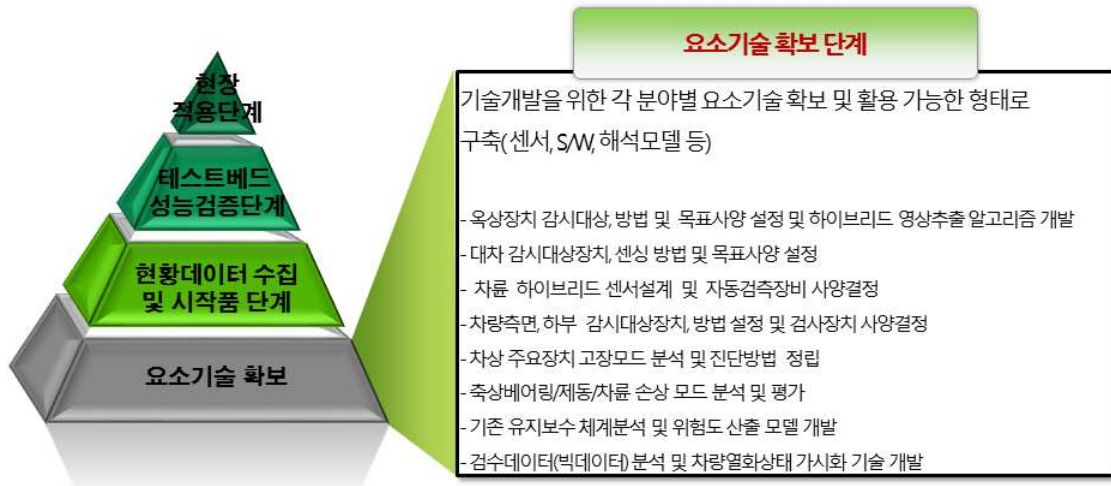 현장
적용단계
테스트베드
성능검증단계
현황데이터 수집
및 시작품 단계
요소기술 확보
요소기술 확보 단계
기술개발을 위한 각 분야별 요소기술 확보 및 활용 가능한 형태로
구축(센서, S/W, 해석모델 등)
- 옥상장치 감시대상, 방법 및 목표사양 설정 및 하이브리드 영상추출 알고리즘 개발
- 대차 감시대상장치, 센싱 방법 및 목표사양 설정
- 차륜 하이브리드 센서설계 및 자동검측장비 사양결정
- 차량측면, 하부 감시대상장치, 방법 설정 및 검사장치 사양결정
- 차상 주요장치 고장모드 분석 및 진단방법 정립
- 축상베어링/제동/차륜 손상 모드 분석 및 평가
- 기존 유지보수 체계분석 및 위험도 산출 모델 개발
- 검수데이터(빅데이터) 분석 및 차량열화상태 가시화 기술 개발